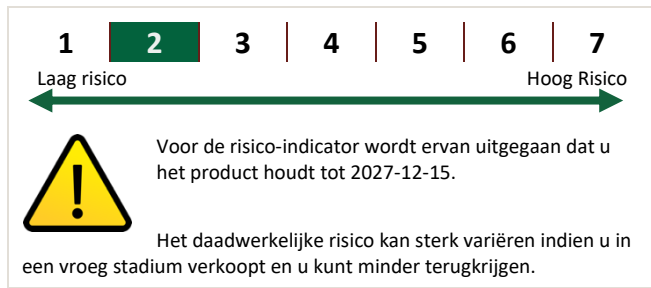 1 2 3 4 5 6 7
Laag risico Hoog Risico
Voor de risico-indicator wordt ervan uitgegaan dat u
het product houdt tot 2027-12-15.
Het daadwerkelijke risico kan sterk variëren indien u in
een vroeg stadium verkoopt en u kunt minder terugkrijgen.